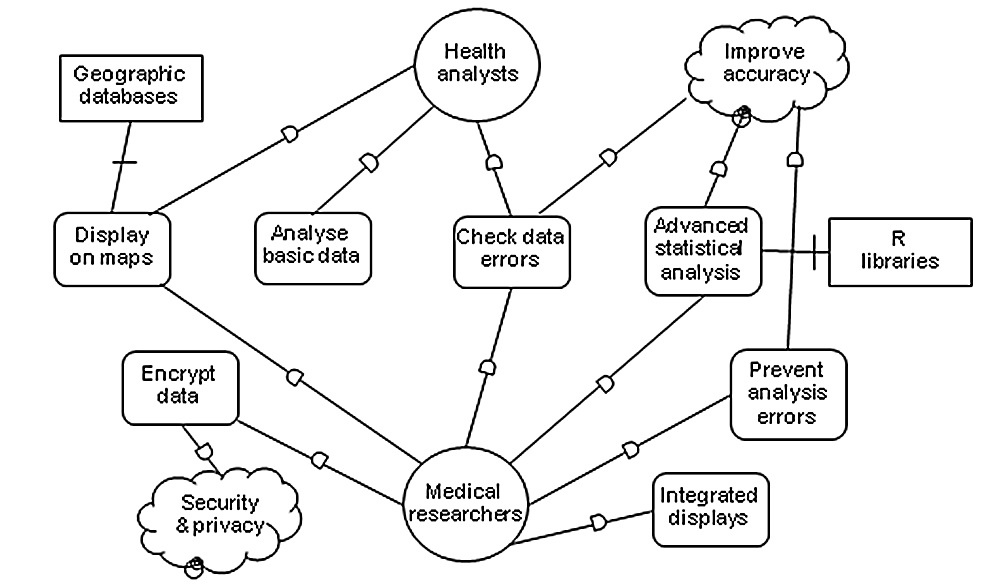 Health
analysts
Improve
accuracy
Geographic
databases
Display
on maps
Analyse
basic data
Check data
errors
Advanced
statistical
analysis
R
libraries
Encrypt
data
Prevent
analysis
errors
Security
& privacy
Medical
researchers
Integrated
displays